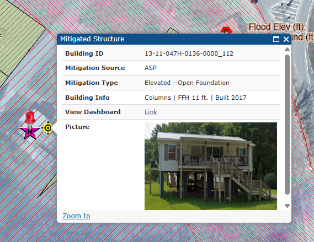 Flood Elev (ft).
Mitigated Structure
Building ID 13-11-047H-0136-0000_112
Mitigation Source ASP
Mitigation Type Elevated - Open Foundation
Building Info Columns | FFH 11 ft. | Built 2017
View Dashboard Link
Picture
Zoom to